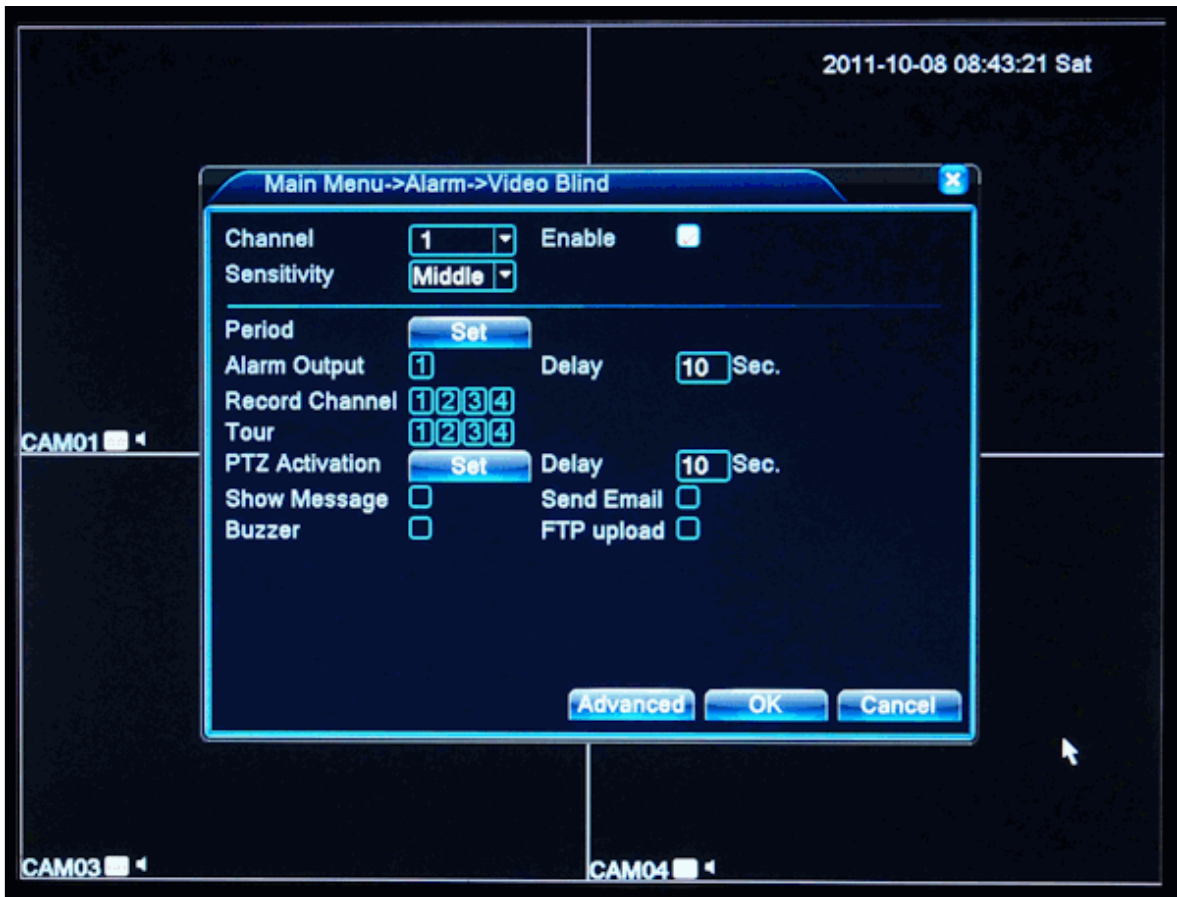 2011-10-08 08:43:21 Sat
Main Menu->Alarm->Video Blind
Channel 1 Enable
Sensitivity Middle
Period Set
Alarm Output 1 Delay 10 Sec.
Record Channel 1 2 3 4
Tour 1 2 3 4
CAM01
PTZ Activation Set Delay 10 Sec.
Show Message Send Email
Buzzer FTP upload
Advanced OK Cancel
CAM03 CAM04